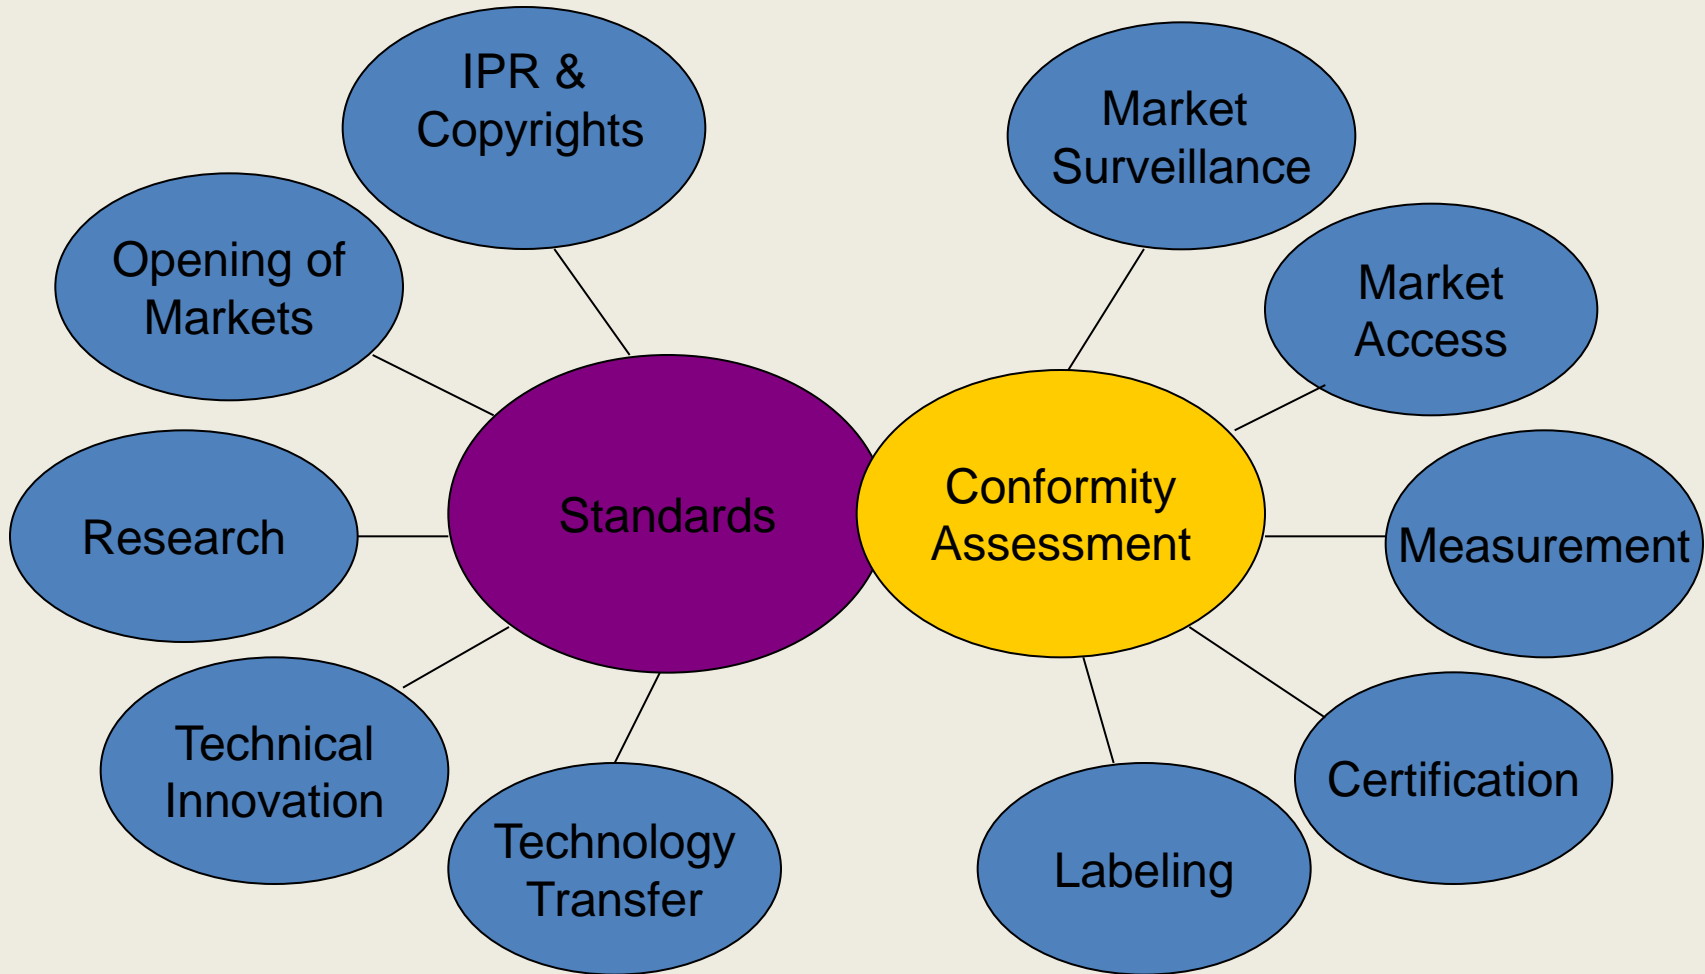 IPR &
Copyrights
Opening of
Markets
Research
Technical
Innovation
Technology
Transfer
Standards
Conformity
Assessment
Market
Surveillance
Market
Access
Measurement
Certification
Labeling